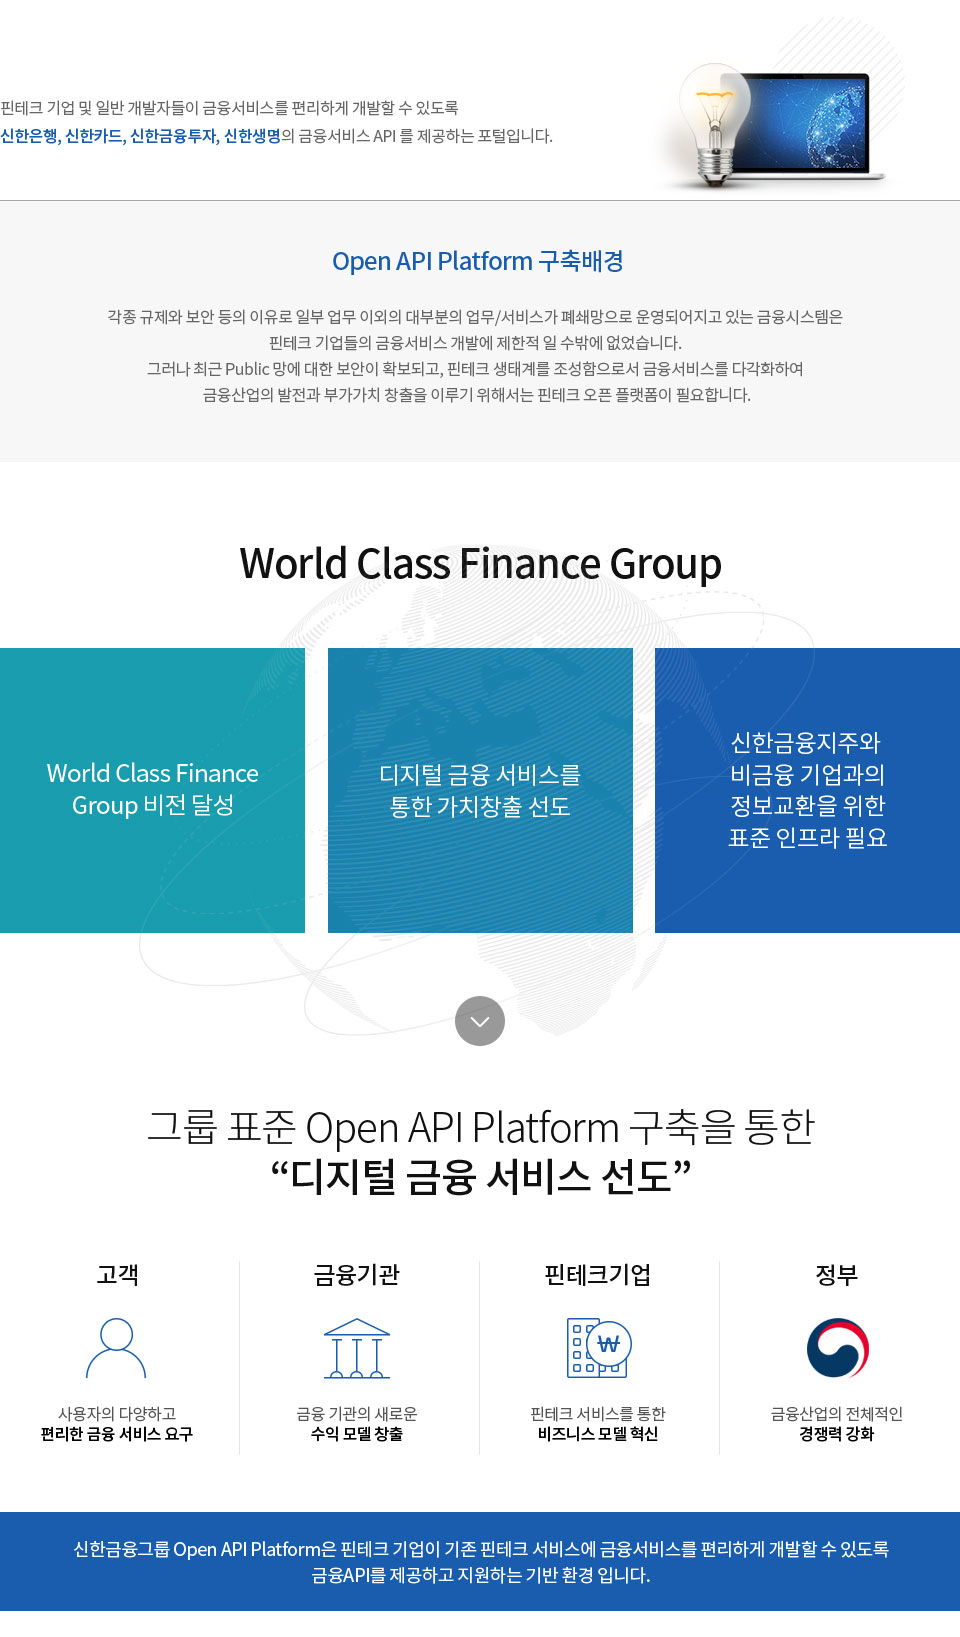 핀테크 기업 및 일반 개발자들이 금융서비스를 편리하게 개발할 수 있도록
신한은행, 신한카드, 신한금융투자, 신한생명의 금융서비스 API 를 제공하는 포털입니다.
Open API Platform 구축배경
각종 규제와 보안 등의 이유로 일부 업무 이외의 대부분의 업무/서비스가 폐쇄망으로 운영되어지고 있는 금융시스템은
핀테크 기업들의 금융서비스 개발에 제한적 일 수밖에 없었습니다.
그러나 최근 Public 망에 대한 보안이 확보되고, 핀테크 생태계를 조성함으로서 금융서비스를 다각화하여
금융산업의 발전과 부가가치 창출을 이루기 위해서는 핀테크 오픈 플랫폼이 필요합니다.
World Class Finance Group
World Class Finance
Group 비전 달성
디지털 금융 서비스를
통한 가치창출 선도
신한금융지주와
비금융 기업과의
정보교환을 위한
표준 인프라 필요
그룹 표준 Open API Platform 구축을 통한
“디지털 금융 서비스 선도”
고객
사용자의 다양하고
편리한 금융 서비스 요구
금융기관
금융 기관의 새로운
수익 모델 창출
핀테크기업
₩
핀테크 서비스를 통한
비즈니스 모델 혁신
정부
금융산업의 전체적인
경쟁력 강화
신한금융그룹 Open API Platform은 핀테크 기업이 기존 핀테크 서비스에 금융서비스를 편리하게 개발할 수 있도록
금융API를 제공하고 지원하는 기반 환경 입니다.